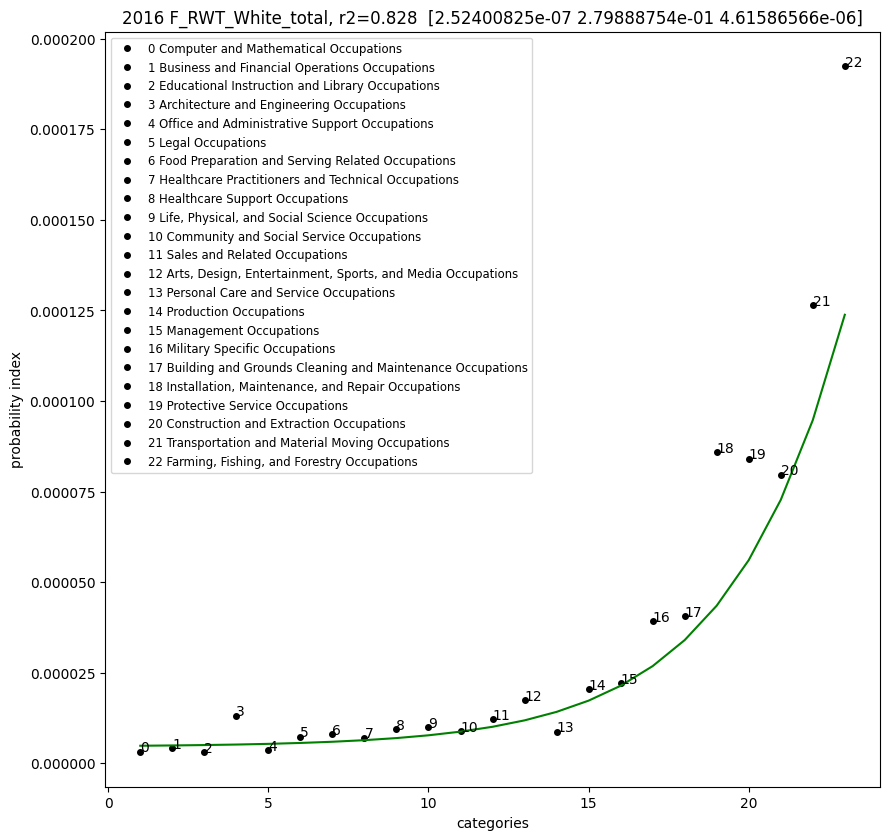 2016 F_RWT_White_total, r2=0.828 [2.52400825e-07 2.79888754e-01 4.61586566e-06]
0.000200
0.000175
0.000150
0.000125
0.000100
0.000075
0.000050
0.000025
0.000000
probability index
0 Computer and Mathematical Occupations
1 Business and Financial Operations Occupations
2 Educational Instruction and Library Occupations
3 Architecture and Engineering Occupations
4 Office and Administrative Support Occupations
5 Legal Occupations
6 Food Preparation and Serving Related Occupations
7 Healthcare Practitioners and Technical Occupations
8 Healthcare Support Occupations
9 Life, Physical, and Social Science Occupations
10 Community and Social Service Occupations
11 Sales and Related Occupations
12 Arts, Design, Entertainment, Sports, and Media Occupations
13 Personal Care and Service Occupations
14 Production Occupations
15 Management Occupations
16 Military Specific Occupations
17 Building and Grounds Cleaning and Maintenance Occupations
18 Installation, Maintenance, and Repair Occupations
19 Protective Service Occupations
20 Construction and Extraction Occupations
21 Transportation and Material Moving Occupations
22 Farming, Fishing, and Forestry Occupations
0
1
2
3
4
5
6
7
8
9
10
11
12
13
14
15
16
17
18
19
20
21
22
0
5
10
15
20
categories